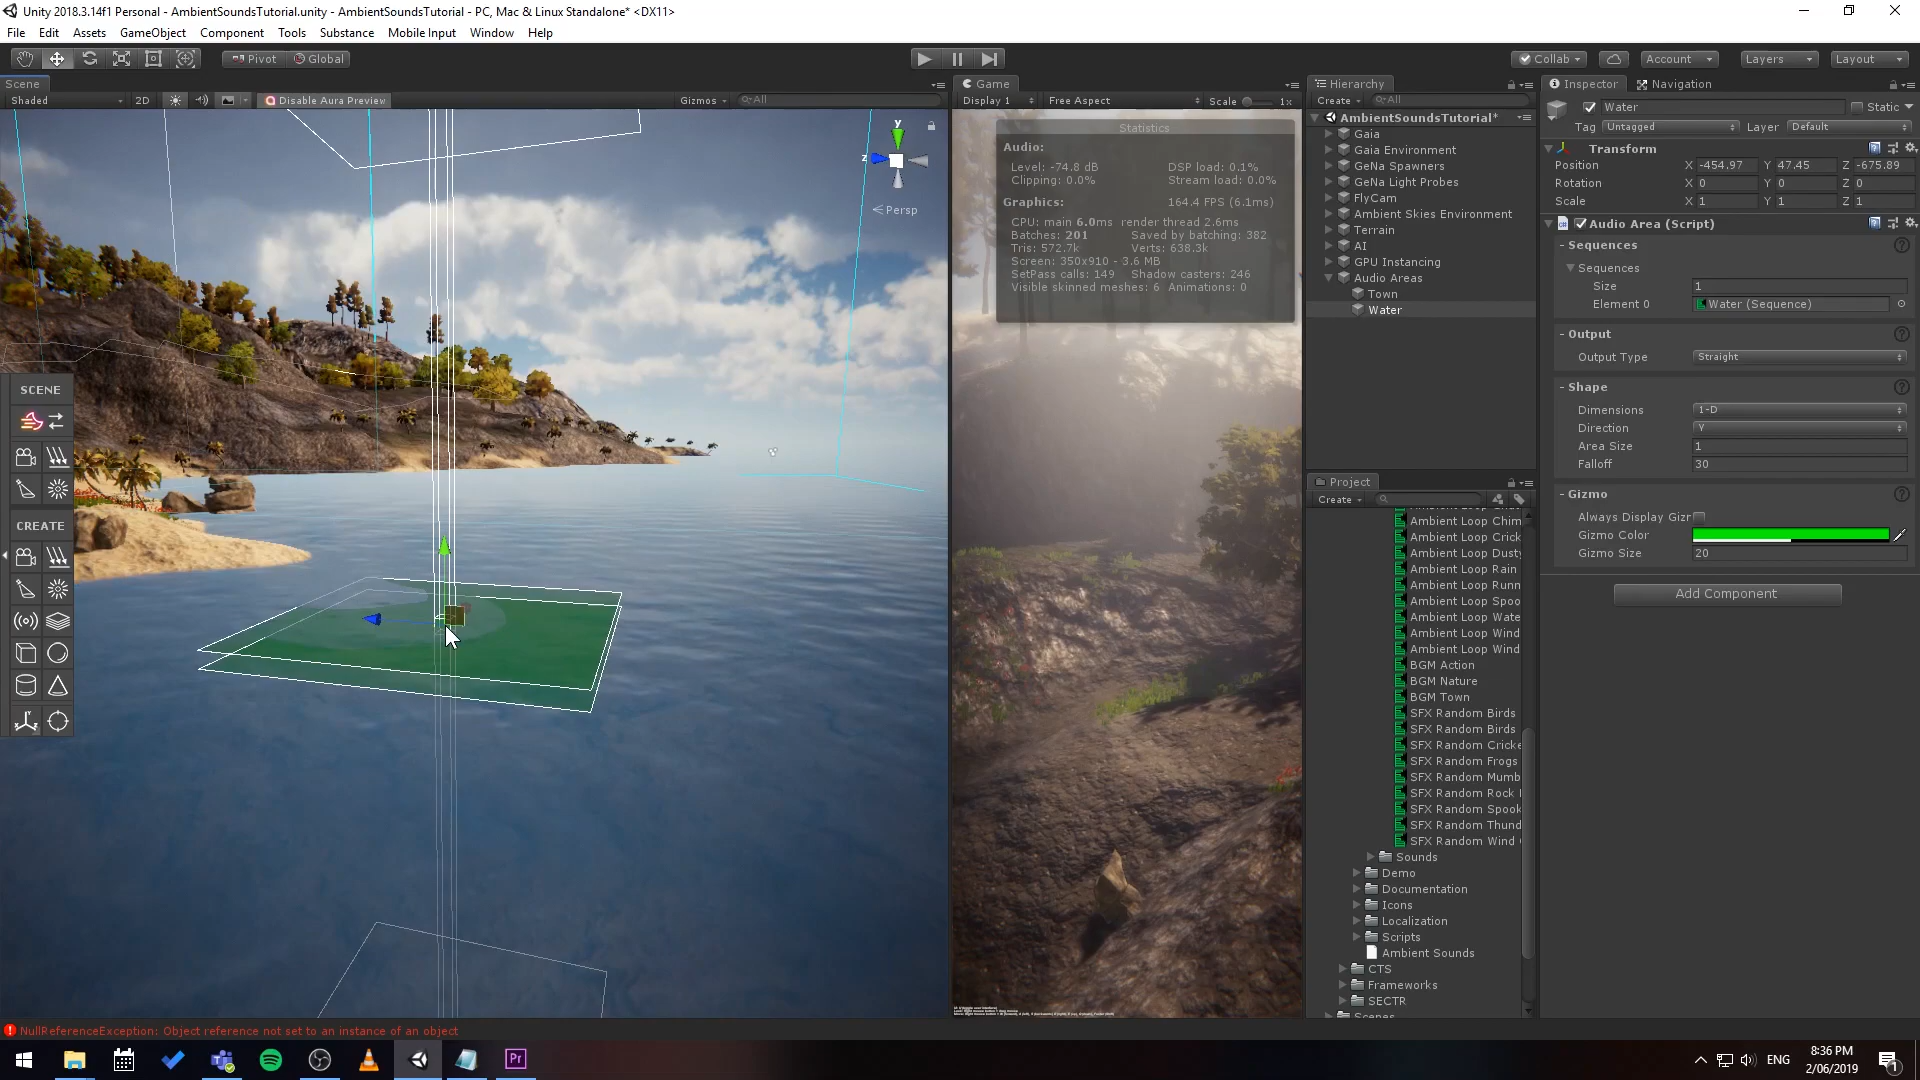 Unity 2018.3.14f1 Personal - AmbientSoundsTutorial.unity - AmbientSoundsTutorial - PC, Mac & Linux Standalone* <DX11>
File Edit Assets GameObject Component Tools Substance Mobile Input Window Help
Pivot Global Collab Account Layers Layout
Scene
Shaded 2D Disable Aura Preview Gizmos All
y
z
Persp
SCENE
CREATE
Game
Display 1 Free Aspect Scale 1x
Statistics
Audio:
Level: -74.8 dB DSP load: 0.1%
Clipping: 0.0% Stream load: 0.0%
Graphics: 164.4 FPS (6.1ms)
CPU: main 6.0ms render thread 2.6ms
Batches: 201 Saved by batching: 382
Tris: 572.7k Verts: 638.3k
Screen: 350x910 - 3.6 MB
SetPass calls: 149 Shadow casters: 246
Visible skinned meshes: 6 Animations: 0
Hierarchy
Create All
AmbientSoundsTutorial*
Gaia
Gaia Environment
GeNa Spawners
GeNa Light Probes
FlyCam
Ambient Skies Environment
Terrain
AI
GPU Instancing
Audio Areas
Town
Water
Project
Create
Ambient Loop Chim
Ambient Loop Crick
Ambient Loop Dusty
Ambient Loop Rain
Ambient Loop Runn
Ambient Loop Spoo
Ambient Loop Wate
Ambient Loop Wind
Ambient Loop Wind
BGM Action
BGM Nature
BGM Town
SFX Random Birds
SFX Random Birds
SFX Random Cricke
SFX Random Frogs
SFX Random Mumb
SFX Random Rock
SFX Random Spook
SFX Random Thund
SFX Random Wind
Sounds
Demo
Documentation
Icons
Localization
Scripts
Ambient Sounds
CTS
Frameworks
SECTR
Scenes
Inspector Navigation
Water Static
Tag Untagged Layer Default
Transform
Position X -454.97 Y 47.45 Z -675.89
Rotation X 0 Y 0 Z 0
Scale X 1 Y 1 Z 1
Audio Area (Script)
- Sequences
Sequences
Size 1
Element 0 Water (Sequence)
- Output
Output Type Straight
- Shape
Dimensions 1-D
Direction Y
Area Size 1
Falloff 30
- Gizmo
Always Display Gizr
Gizmo Color
Gizmo Size 20
Add Component
NullReferenceException: Object reference not set to an instance of an object
Pr
ENG
8:36 PM
2/06/2019
1